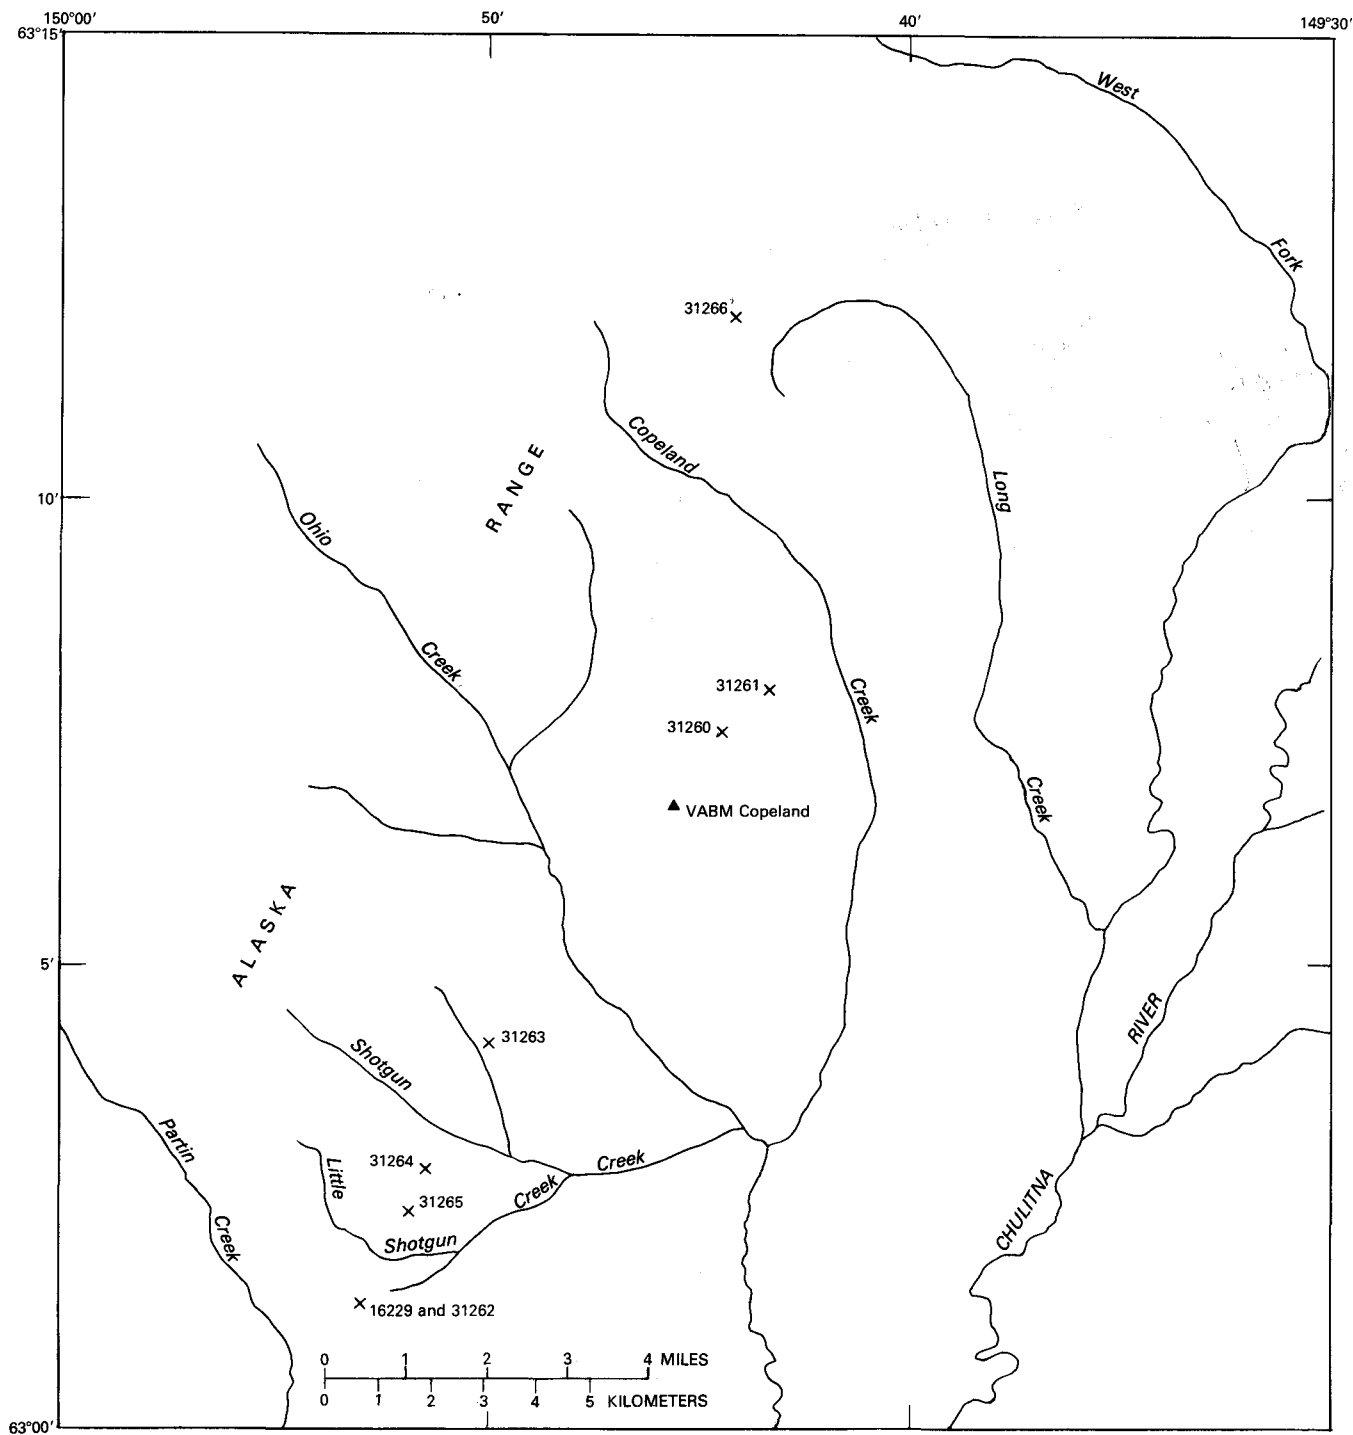 150°00'
50'
40'
149°30'
63°15'
West
Fork
31266
Copeland
Creek
RANGE
Long
Creek
10'
Ohio
Creek
31261
31260
VABM Copeland
ALASKA
5'
RIVER
CHULITNA
31263
Shotgun
Creek
Partin
Creek
31264
Little
Shotgun
Creek
31265
16229 and 31262
0 1 2 3 4 MILES
0 1 2 3 4 5 KILOMETERS
63°00'